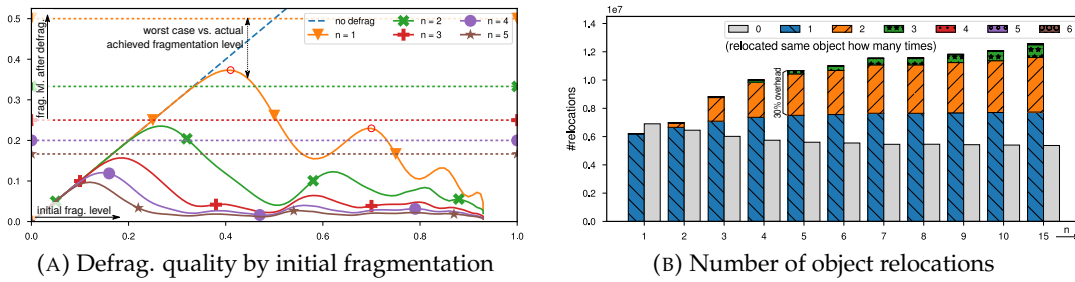 0.5
0.4
0.3
0.2
0.1
0.0
frag. lvl. after defrag.
no defrag
n = 1
n = 2
n = 3
n = 4
n = 5
worst case vs. actual
achieved fragmentation level
initial frag. level
0.0
0.2
0.4
0.6
0.8
1.0
(A) Defrag. quality by initial fragmentation
1e7
1.4
1.2
1.0
0.8
0.6
0.4
0.2
0.0
#relocations
0
1
2
3
4
5
6
(relocated same object how many times)
30% overhead
1
2
3
4
5
6
7
8
9
10
15
n
(B) Number of object relocations